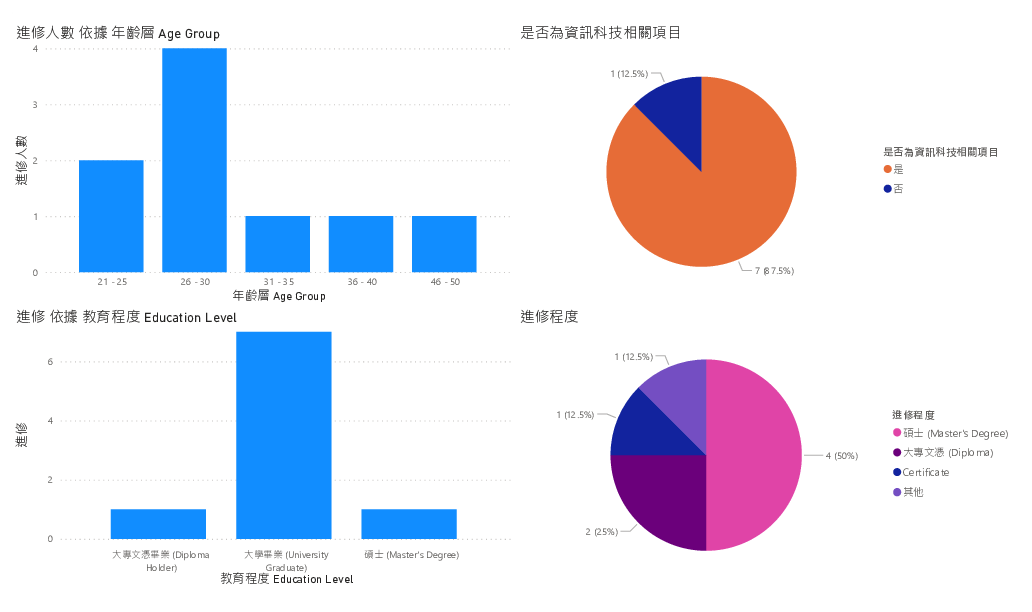 進修人數 依據 年齡層 Age Group
4
3
2
1
0
進修人數
21 - 25
26 - 30
31 - 35
36 - 40
46 - 50
年齡層 Age Group
是否為資訊科技相關項目
1 (12.5%)
7 (87.5%)
是否為資訊科技相關項目
是
否
進修 依據 教育程度 Education Level
6
4
2
0
進修
大專文憑畢業 (Diploma
Holder)
大學畢業 (University
Graduate)
碩士 (Master's Degree)
教育程度 Education Level
進修程度
1 (12.5%)
1 (12.5%)
2 (25%)
4 (50%)
進修程度
碩士 (Master's Degree)
大專文憑 (Diploma)
Certificate
其他